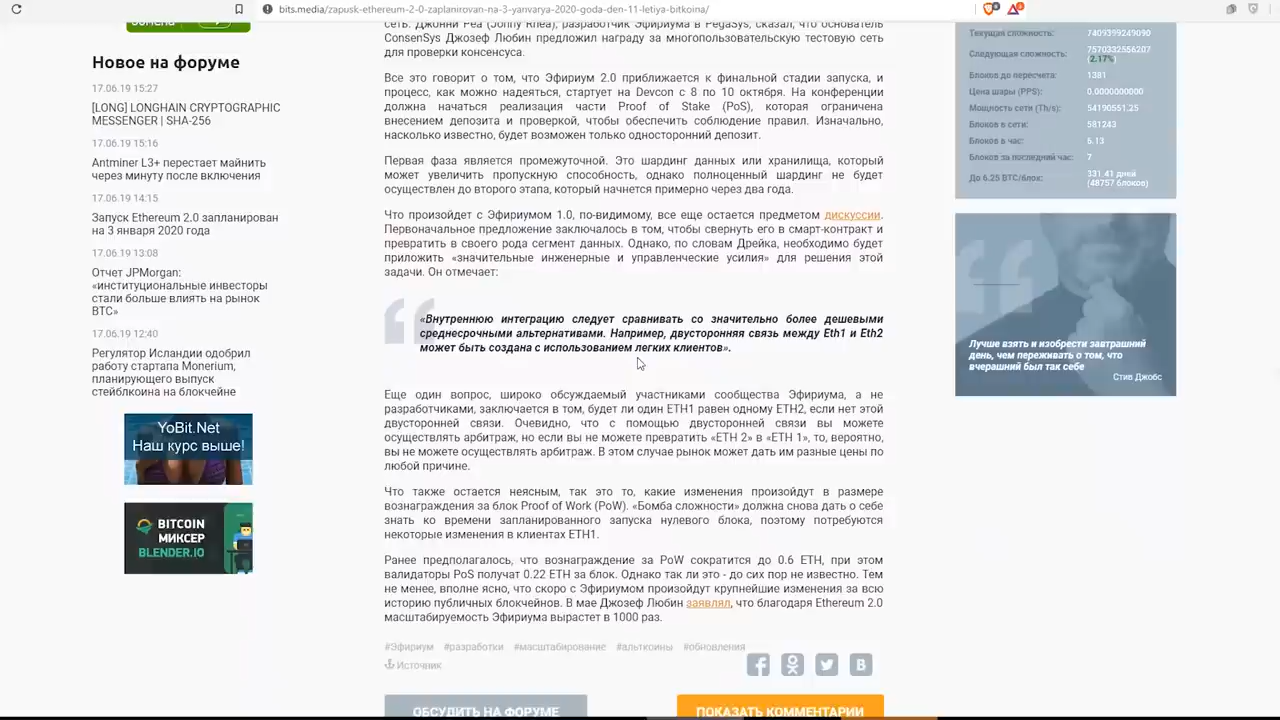 bits.media/zapusk-ethereum-2-0-zaplanirovan-na-3-yanvarya-2020-goda-den-11-letiya-bitkoina/
Новое на форуме
17.06.19 15:27
[LONG] LONGHAIN CRYPTOGRAPHIC
MESSENGER | SHA-256
17.06.19 15:16
Antminer L3+ перестает майнить
через минуту после включения
17.06.19 14:15
Запуск Ethereum 2.0 запланирован
на 3 января 2020 года
17.06.19 13:08
Отчет JPMorgan:
«институциональные инвесторы
стали больше влиять на рынок
BTC»
17.06.19 12:40
Регулятор Исландии одобрил
работу стартапа Monerium,
планирующего выпуск
стейблкоина на блокчейне
YoBit.Net
Наш курс выше!
BITCOIN
МИКСЕР
BLENDER.IO
сеть. Джонни Реа (Jonny Rhea), разработчик Эфириума в PegaSys, сказал, что основатель
ConsenSys Джозеф Любин предложил награду за многопользовательскую тестовую сеть
для проверки консенсуса.
Все это говорит о том, что Эфириум 2.0 приближается к финальной стадии запуска, и
процесс, как можно надеяться, стартует на Devcon с 8 по 10 октября. На конференции
должна начаться реализация части Proof of Stake (PoS), которая ограничена
внесением депозита и проверкой, чтобы обеспечить соблюдение правил. Изначально,
насколько известно, будет возможен только односторонний депозит.
Первая фаза является промежуточной. Это шардинг данных или хранилища, который
может увеличить пропускную способность, однако полноценный шардинг не будет
осуществлен до второго этапа, который начнется примерно через два года.
Что произойдет с Эфириумом 1.0, по-видимому, все еще остается предметом дискуссии.
Первоначальное предложение заключалось в том, чтобы свернуть его в смарт-контракт и
превратить в своего рода сегмент данных. Однако, по словам Дрейка, необходимо будет
приложить «значительные инженерные и управленческие усилия» для решения этой
задачи. Он отмечает:
«Внутреннюю интеграцию следует сравнивать со значительно более дешевыми
среднесрочными альтернативами. Например, двусторонняя связь между Eth1 и Eth2
может быть создана с использованием легких клиентов».
Еще один вопрос, широко обсуждаемый участниками сообщества Эфириума, а не
разработчиками, заключается в том, будет ли один ETH1 равен одному ETH2, если нет этой
двусторонней связи. Очевидно, что с помощью двусторонней связи вы можете
осуществлять арбитраж, но если вы не можете превратить «ETH 2» в «ETH 1», то, вероятно,
вы не можете осуществлять арбитраж. В этом случае рынок может дать им разные цены по
любой причине.
Что также остается неясным, так это то, какие изменения произойдут в размере
вознаграждения за блок Proof of Work (PoW). «Бомба сложности» должна снова дать о себе
знать ко времени запланированного запуска нулевого блока, поэтому потребуются
некоторые изменения в клиентах ETH1.
Ранее предполагалось, что вознаграждение за PoW сократится до 0.6 ETH, при этом
валидаторы PoS получат 0.22 ETH за блок. Однако так ли это - до сих пор не известно. Тем
не менее, вполне ясно, что скоро с Эфириумом произойдут крупнейшие изменения за всю
историю публичных блокчейнов. В мае Джозеф Любин заявлял, что благодаря Ethereum 2.0
масштабируемость Эфириума вырастет в 1000 раз.
#Эфириум #разработки #масштабирование #альткоины #обновления
Источник
ОБСУДИТЬ НА ФОРУМЕ
ПОКАЗАТЬ КОММЕНТАРИИ
Текущая сложность: 7409399249090
Следующая сложность: 7570332556207
(2.17%)
Блоков до пересчета: 1381
Цена шары (PPS): 0.0000000000
Мощность сети (Th/s): 54190551.25
Блоков в сети: 581243
Блоков в час: 6.13
Блоков за последний час: 7
До 6.25 BTC/блок: 331.41 дней
(48757 блоков)
Лучше взять и изобрести завтрашний
день, чем переживать о том, что
вчерашний был так себе
Стив Джобс